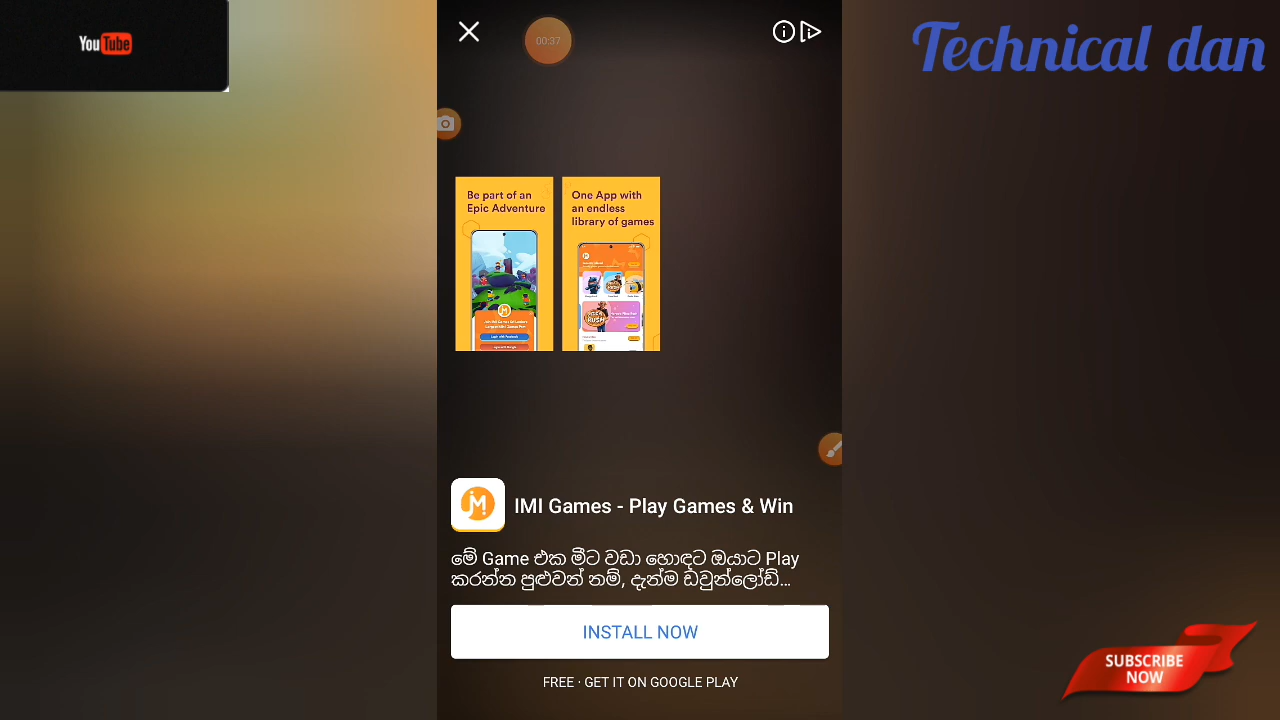 YouTube
00:37
Technical dan
Be part of an
Epic Adventure
One App with
an endless
library of games
IMI Games - Play Games & Win
මේ Game එක මීට වඩා හොඳට ඔයාට Play
කරන්න පුළුවන් නම්, දැන්ම ඩවුන්ලෝඩ්...
INSTALL NOW
FREE · GET IT ON GOOGLE PLAY
SUBSCRIBE
NOW